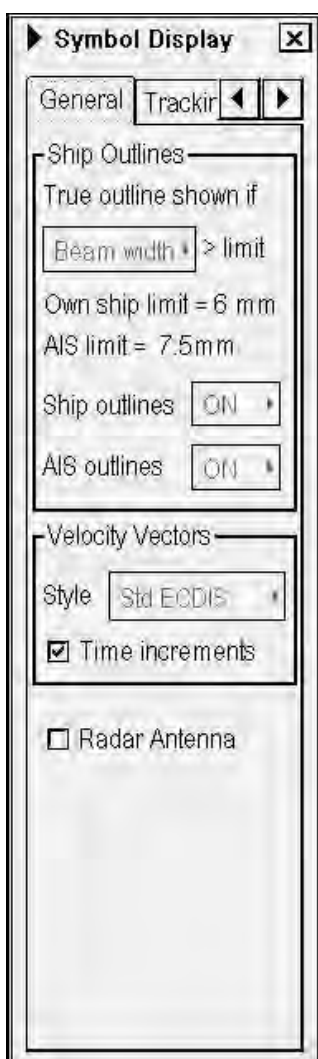 Symbol Display
General Trackir
Ship Outlines
True outline shown if
Beam width > limit
Own ship limit = 6 mm
AIS limit = 7.5mm
Ship outlines ON
AIS outlines ON
Velocity Vectors
Style Std ECDIS
Time increments
Radar Antenna